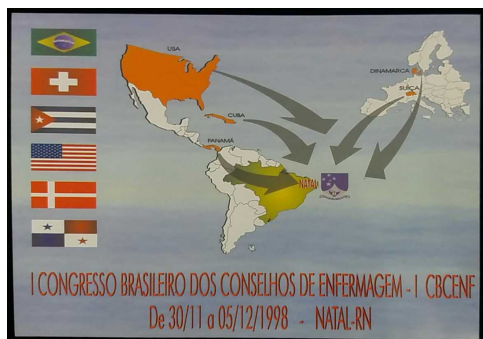 USA
DINAMARCA
SUÍÇA
CUBA
PANAMÁ
NATAL
I CONGRESSO BRASILEIRO DOS CONSELHOS DE ENFERMAGEM - I CBCENF
De 30/11 a 05/12/1998 - NATAL-RN